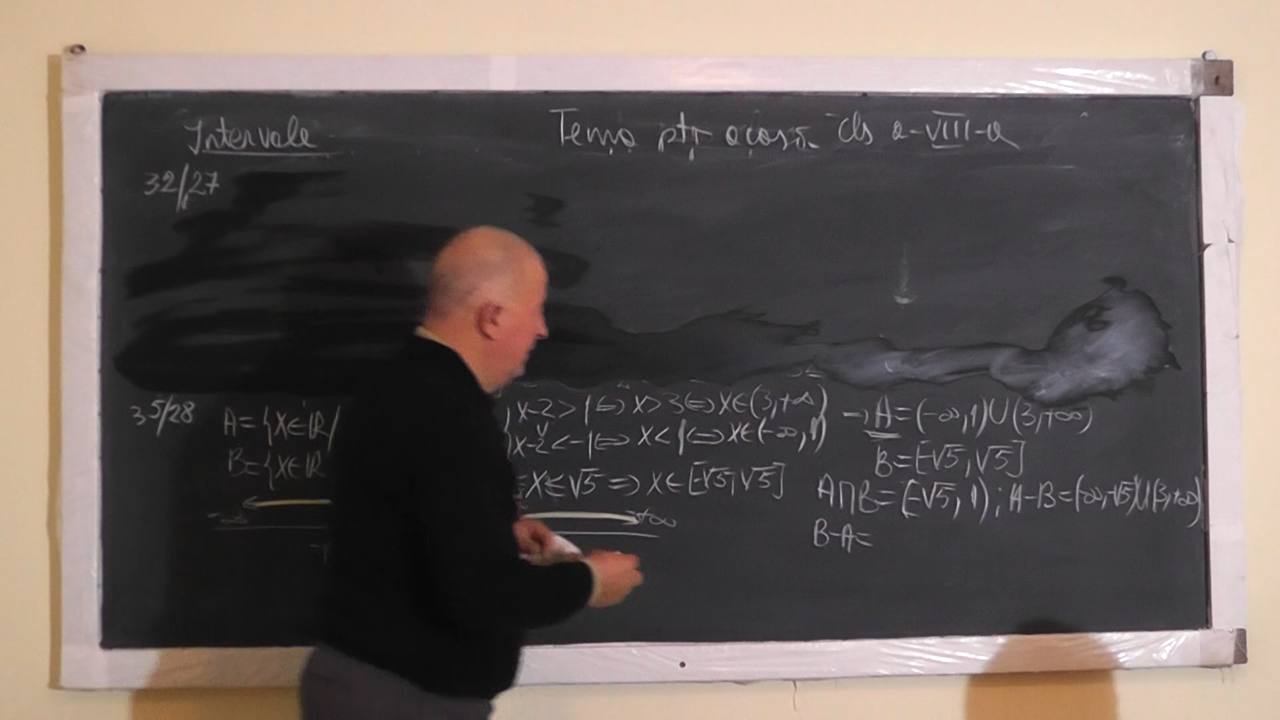 Intervale
Tema ptr acasă cls a-VIII-a
32/27
35/28
A={x∈ℝ/
B={x∈ℝ
x-2>1⇔x>3⇔x∈(3,+∞)
x-2<-1⇔x<1⇔x∈(-∞,1)
≤x≤√5⇒x∈[-√5,√5]
-∞
+∞
⇒A=(-∞,1)∪(3,+∞)
B=[-√5,√5]
A∩B=[-√5,1);A-B=(-∞,-√5)∪(3,+∞)
B-A=